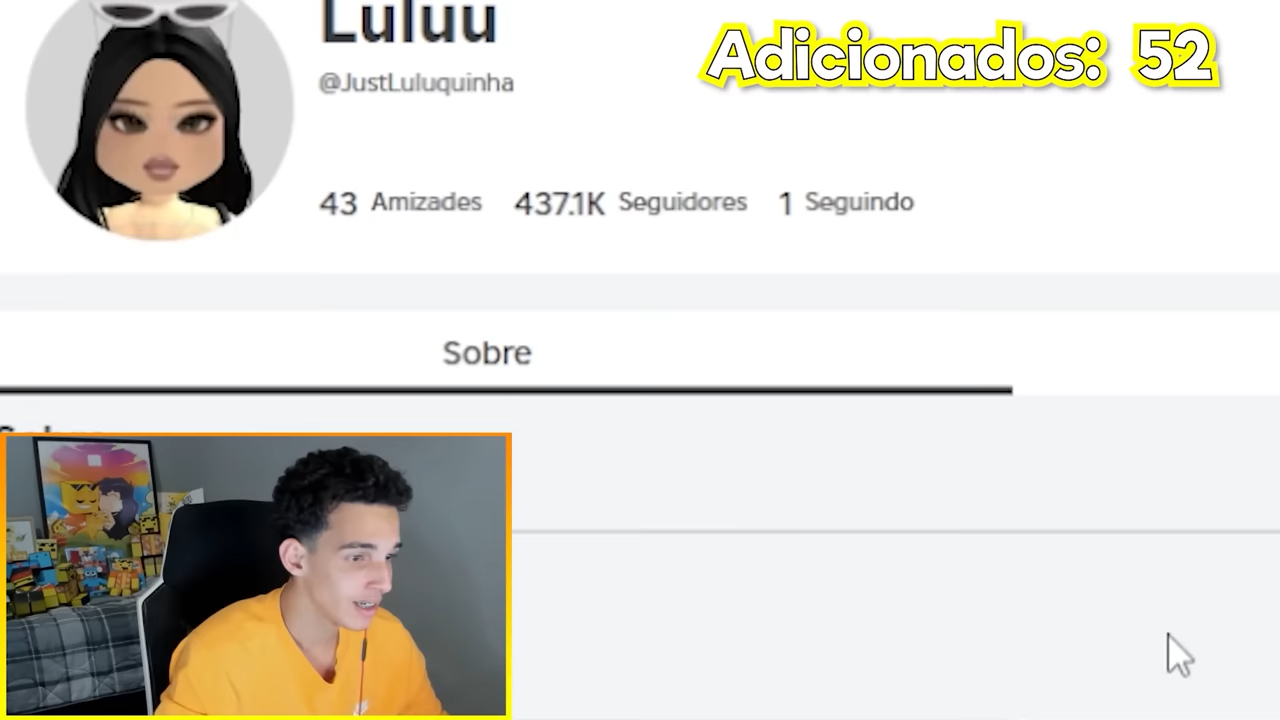 Luluu
Adicionados: 52
@JustLuluquinha
43 Amizades 437.1K Seguidores 1 Seguindo
Sobre